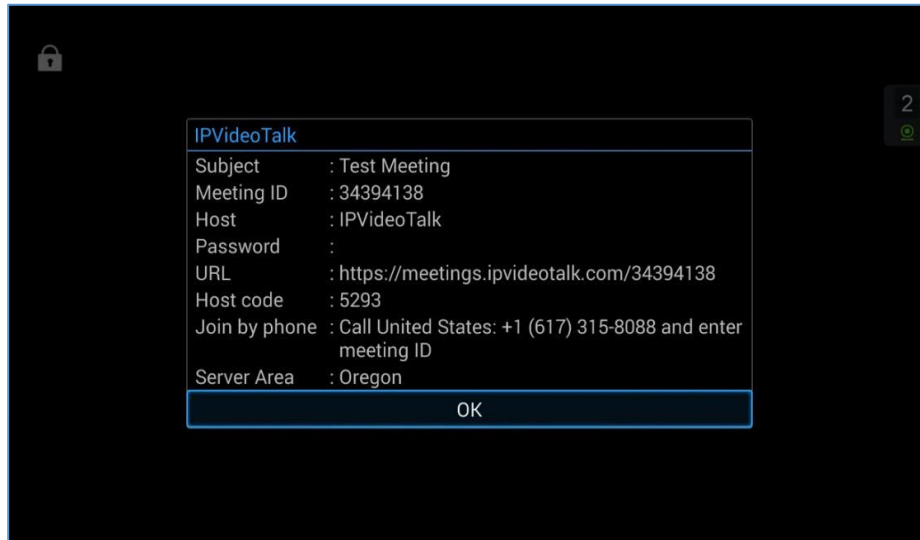 2
IPVideoTalk
Subject : Test Meeting
Meeting ID : 34394138
Host : IPVideoTalk
Password :
URL : https://meetings.ipvideotalk.com/34394138
Host code : 5293
Join by phone : Call United States: +1 (617) 315-8088 and enter
meeting ID
Server Area : Oregon
OK